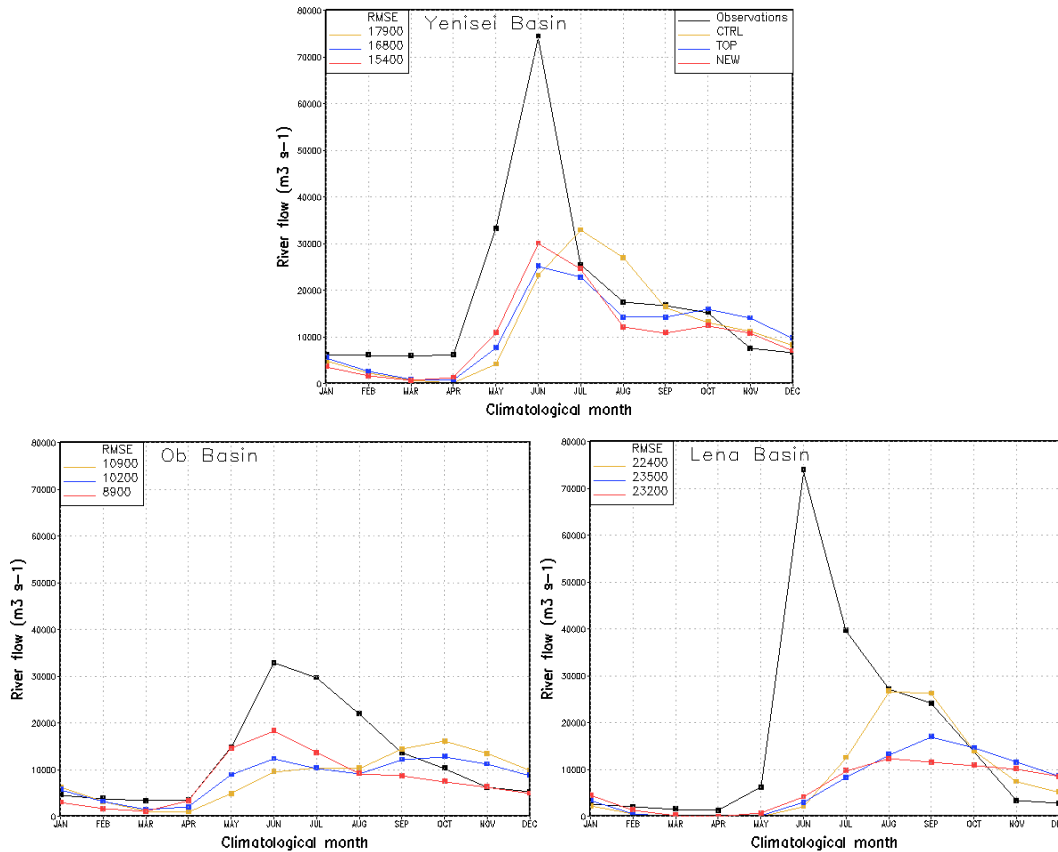 Yenisei Basin
RMSE
17900
16800
15400
Observations
CTRL
TOP
NEW
80000
70000
60000
50000
40000
30000
20000
10000
0
River flow (m3 s-1)
JAN FEB MAR APR MAY JUN JUL AUG SEP OCT NOV DEC
Climatological month
Ob Basin
RMSE
10900
10200
8900
80000
70000
60000
50000
40000
30000
20000
10000
0
River flow (m3 s-1)
JAN FEB MAR APR MAY JUN JUL AUG SEP OCT NOV DEC
Climatological month
Lena Basin
RMSE
22400
23500
23200
80000
70000
60000
50000
40000
30000
20000
10000
0
River flow (m3 s-1)
JAN FEB MAR APR MAY JUN JUL AUG SEP OCT NOV DEC
Climatological month